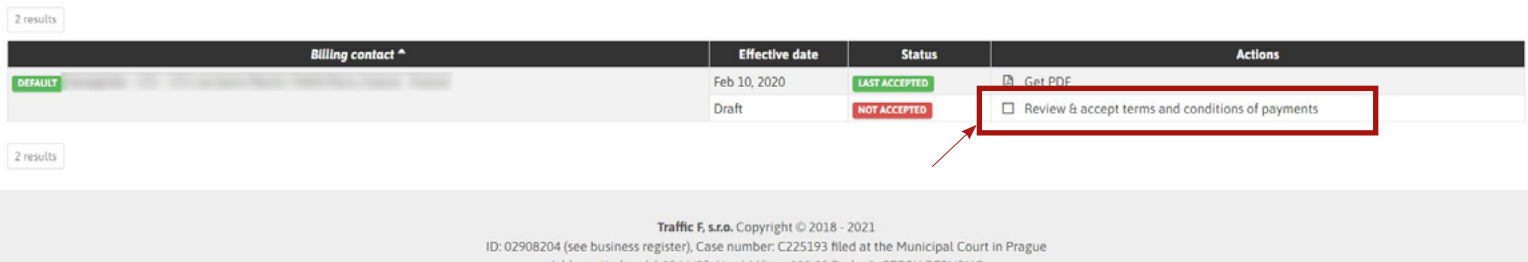 2 results
Billing contact Effective date Status Actions
DEFAULT Feb 10, 2020 LAST ACCEPTED Get PDF
Draft NOT ACCEPTED Review & accept terms and conditions of payments
2 results
Traffic F, s.r.o. Copyright © 2018 - 2021
ID: 02908204 (see business register), Case number: C225193 filed at the Municipal Court in Prague